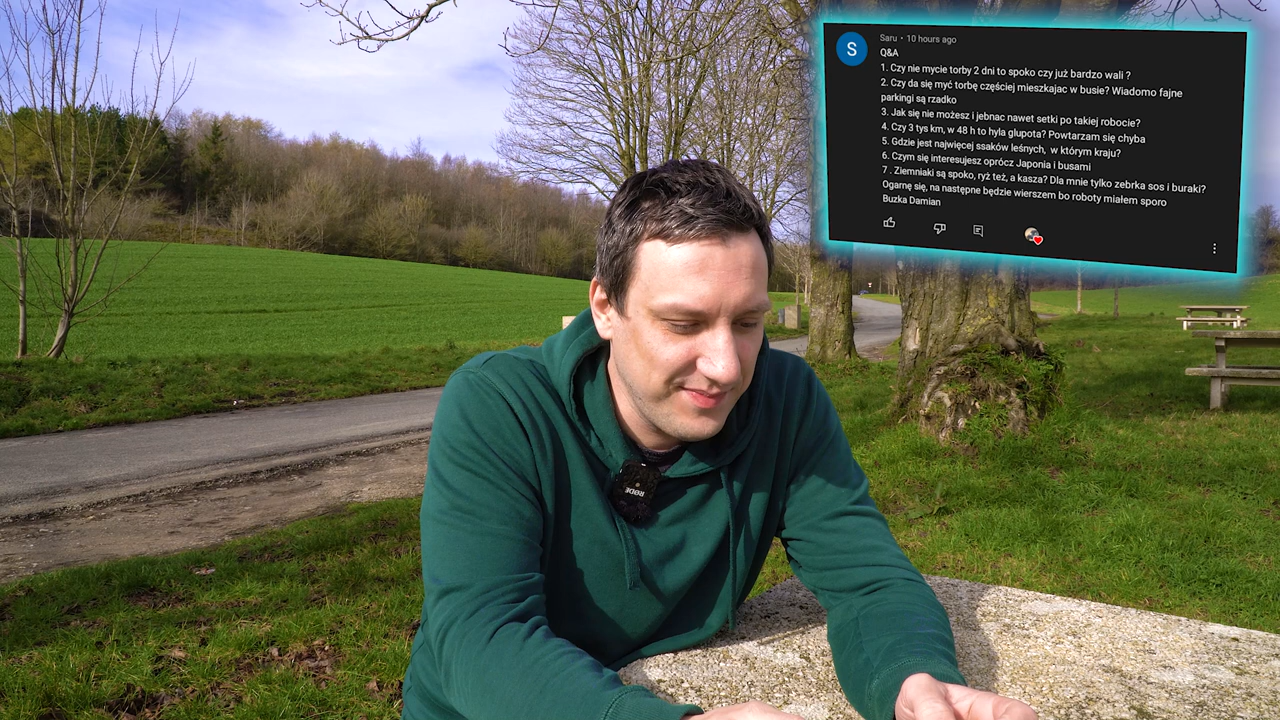 S
Saru • 10 hours ago
Q&A
1. Czy nie mycie torby 2 dni to spoko czy już bardzo wali ?
2. Czy da się myć torbę częściej mieszkajac w busie? Wiadomo fajne
parkingi są rzadko
3. Jak się nie możesz i jebnac nawet setki po takiej robocie?
4. Czy 3 tys km, w 48 h to hyla głupota? Powtarzam się chyba
5. Gdzie jest najwięcej ssaków leśnych, w którym kraju?
6. Czym się interesujesz oprócz Japonia i busami
7 . Ziemniaki są spoko, ryż też, a kasza? Dla mnie tylko zebrka sos i buraki?
Ogarnę się, na następne będzie wierszem bo roboty miałem sporo
Buzka Damian
RØDE